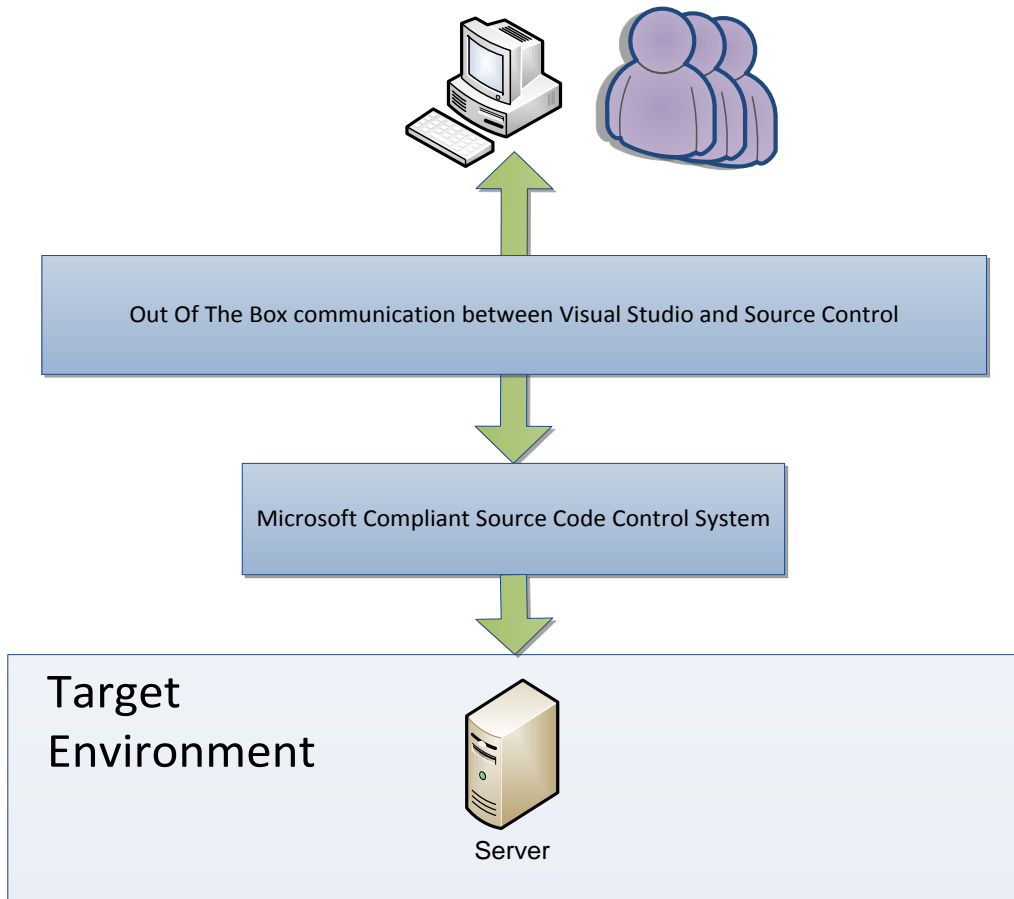 Out Of The Box communication between Visual Studio and Source Control
Microsoft Compliant Source Code Control System
Target
Environment
Server